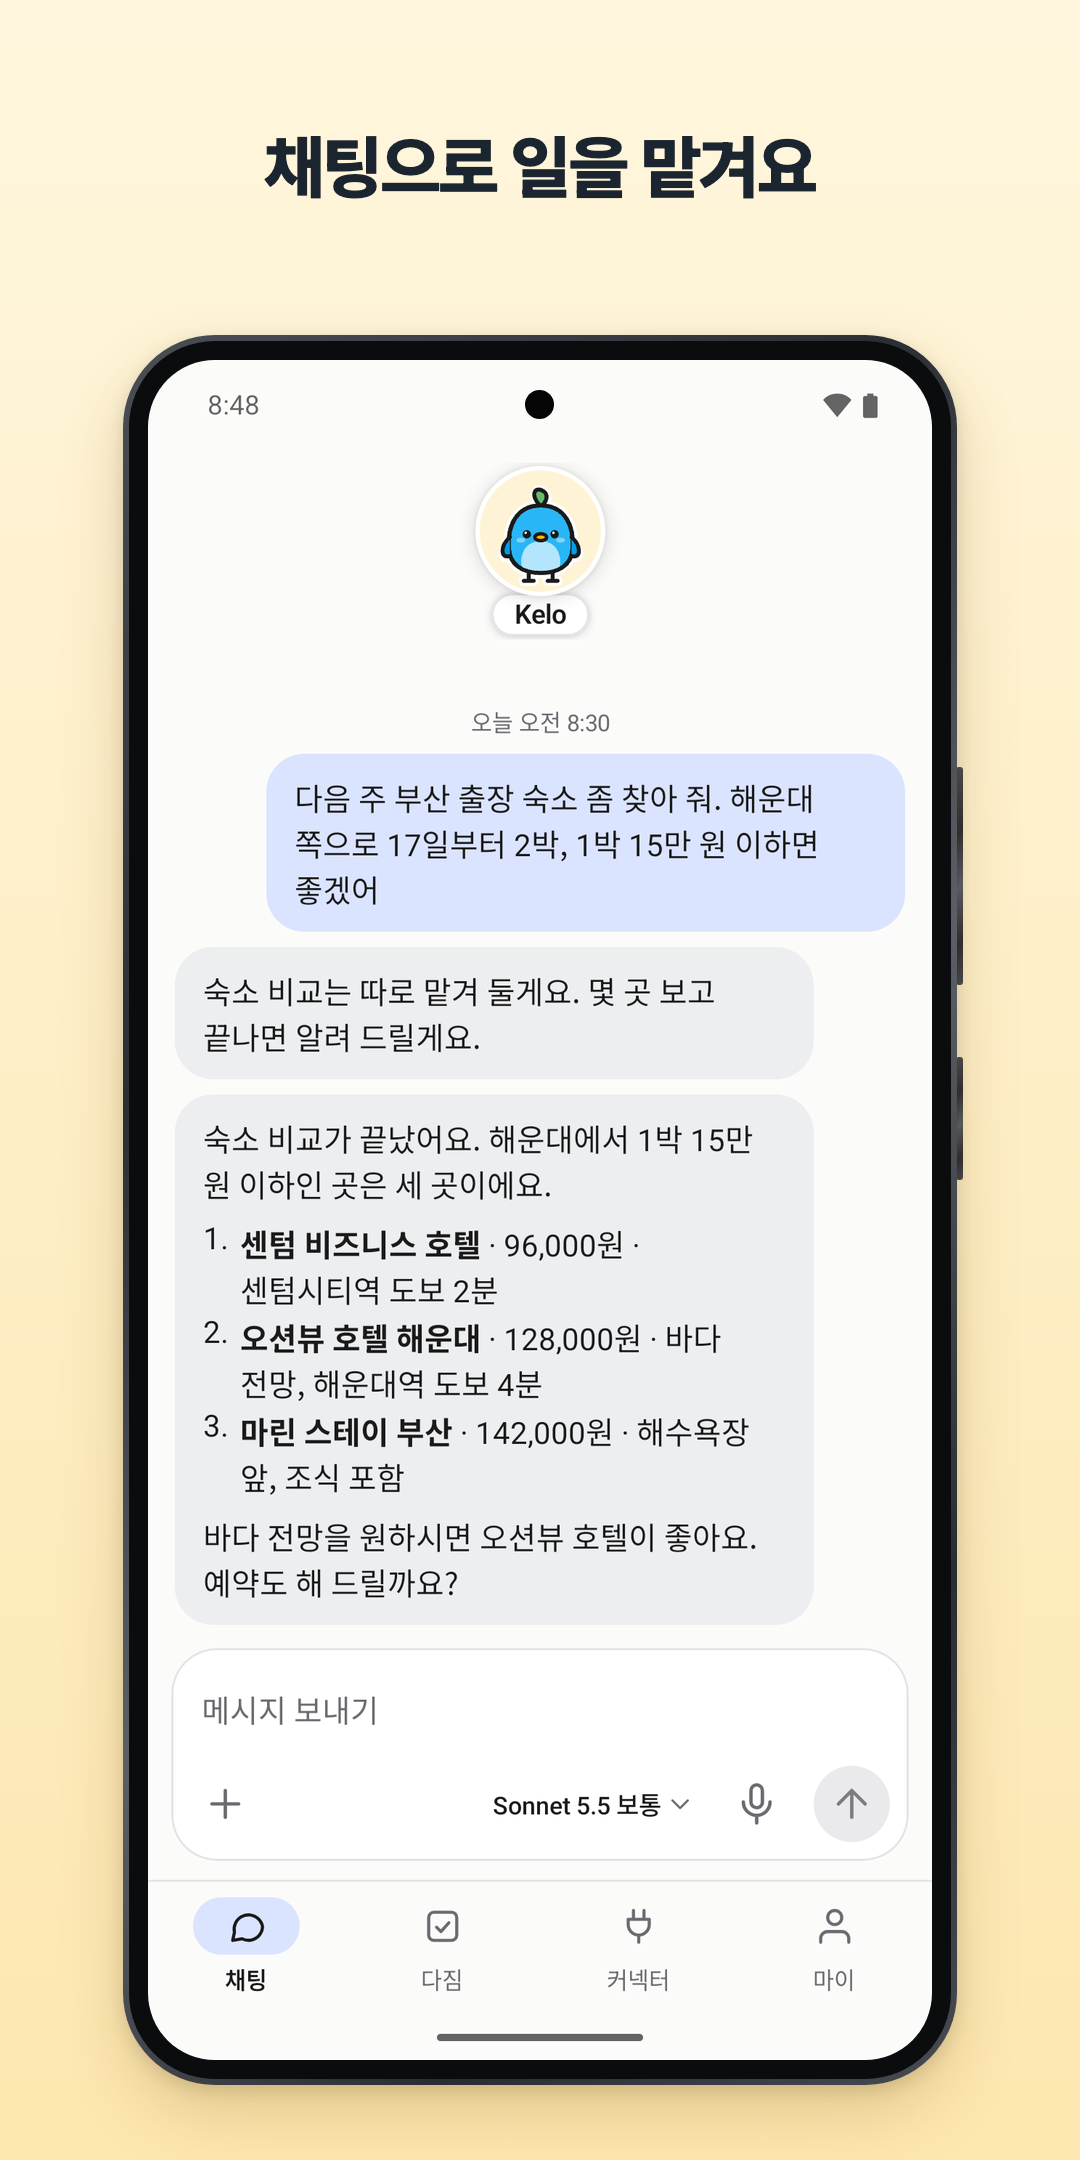 채팅으로 일을 맡겨요
8:48
Kelo
오늘 오전 8:30
다음 주 부산 출장 숙소 좀 찾아 줘. 해운대
쪽으로 17일부터 2박, 1박 15만 원 이하면
좋겠어
숙소 비교는 따로 맡겨 둘게요. 몇 곳 보고
끝나면 알려 드릴게요.
숙소 비교가 끝났어요. 해운대에서 1박 15만
원 이하인 곳은 세 곳이에요.
1. 센텀 비즈니스 호텔 · 96,000원 ·
센텀시티역 도보 2분
2. 오션뷰 호텔 해운대 · 128,000원 · 바다
전망, 해운대역 도보 4분
3. 마린 스테이 부산 · 142,000원 · 해수욕장
앞, 조식 포함
바다 전망을 원하시면 오션뷰 호텔이 좋아요.
예약도 해 드릴까요?
메시지 보내기
Sonnet 5.5 보통
채팅
다짐
커넥터
마이